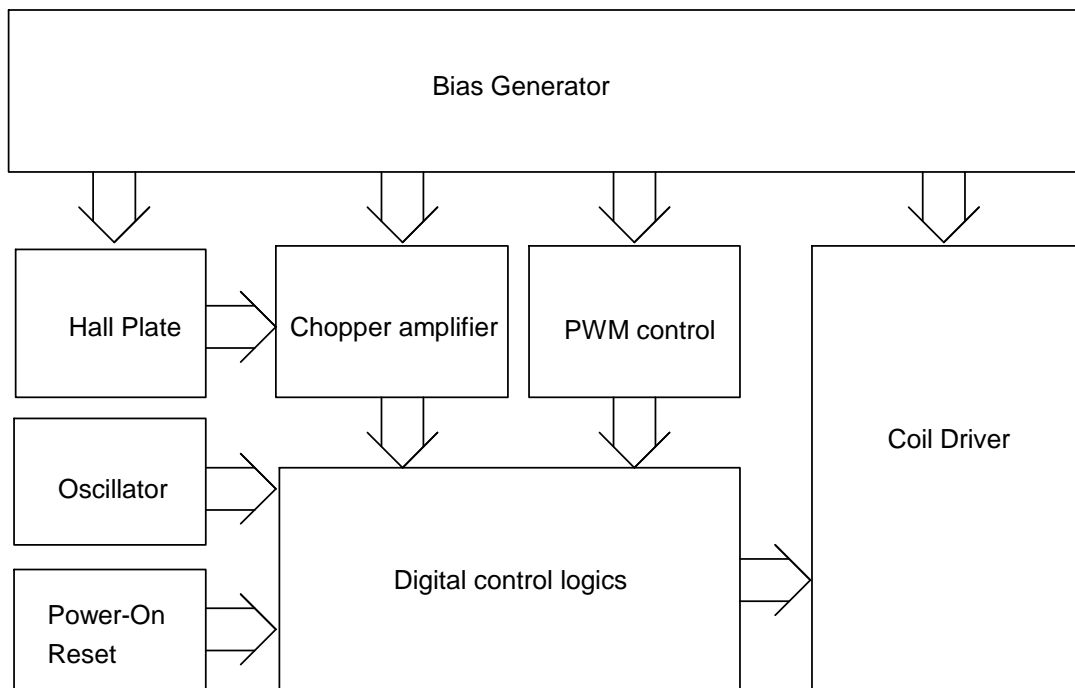 Bias Generator
Hall Plate
Chopper amplifier
PWM control
Coil Driver
Oscillator
Digital control logics
Power-On
Reset